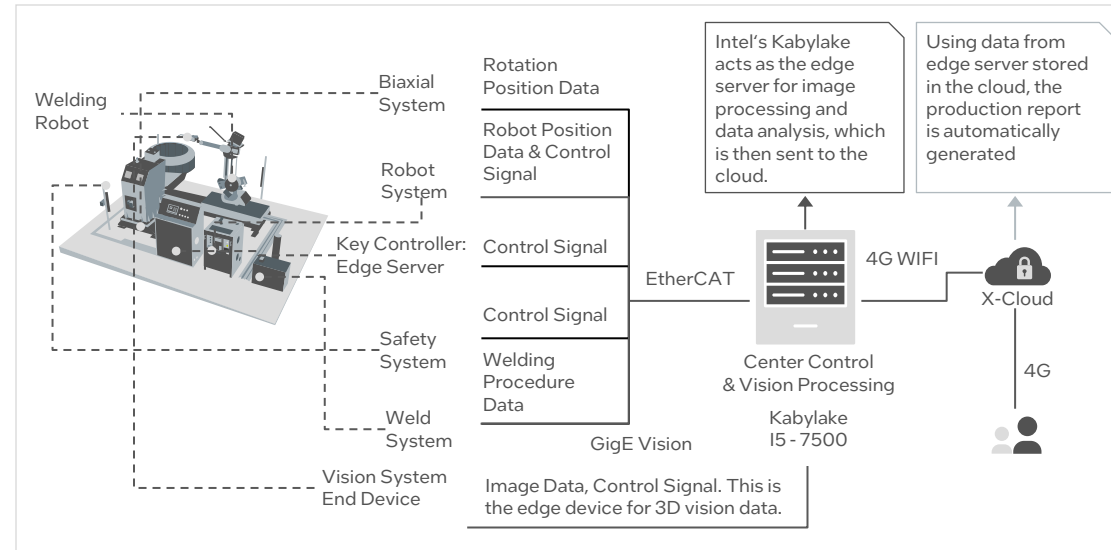 Welding
Robot
Biaxial
System
Robot
System
Key Controller:
Edge Server
Safety
System
Weld
System
Vision System
End Device
Rotation
Position Data
Robot Position
Data & Control
Signal
Control Signal
Control Signal
Welding
Procedure
Data
EtherCAT
GigE Vision
Image Data, Control Signal. This is
the edge device for 3D vision data.
Intel's Kabylake
acts as the edge
server for image
processing and
data analysis, which
is then sent to the
cloud.
Center Control
& Vision Processing
Kabylake
I5 - 7500
4G WIFI
Using data from
edge server stored
in the cloud, the
production report
is automatically
generated
X-Cloud
4G